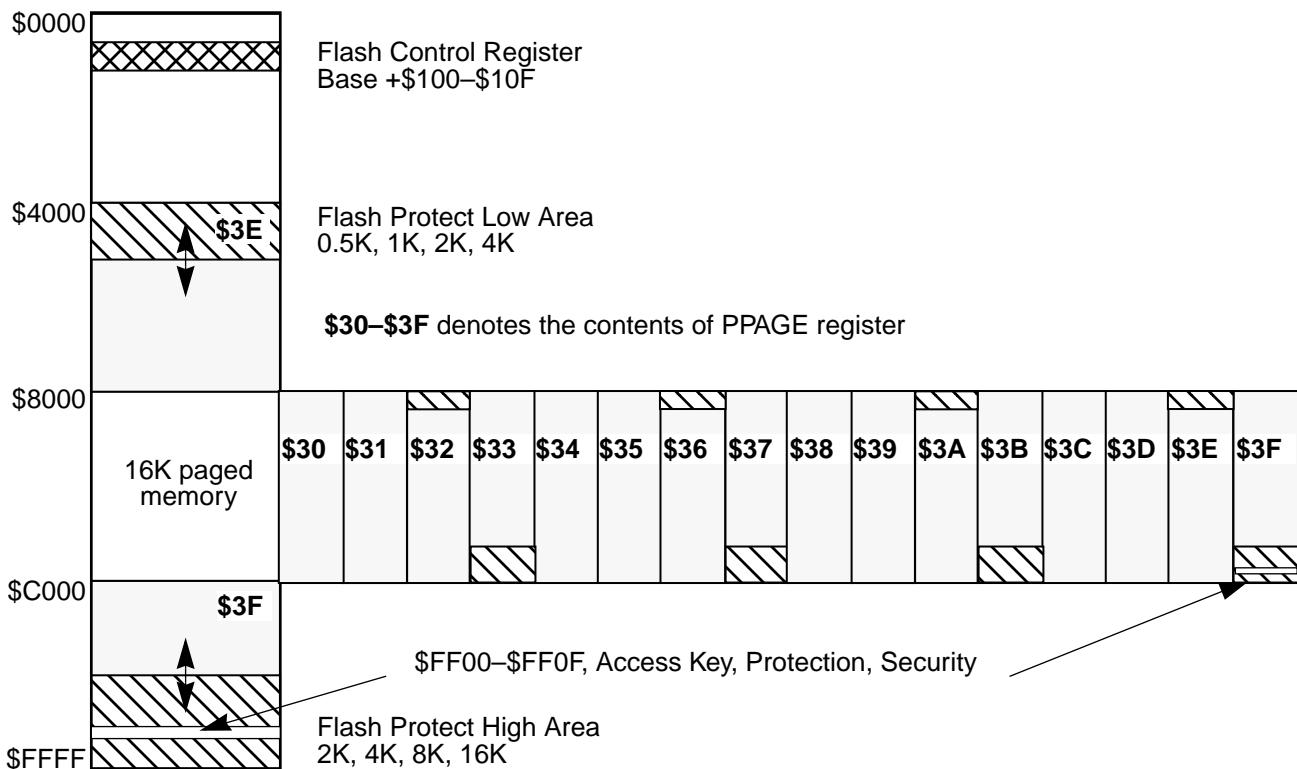 $0000
Flash Control Register
Base +$100–$10F
$4000
$3E
Flash Protect Low Area
0.5K, 1K, 2K, 4K
$30–$3F denotes the contents of PPAGE register
$8000
16K paged
memory
$30 $31 $32 $33 $34 $35 $36 $37 $38 $39 $3A $3B $3C $3D $3E $3F
$C000
$3F
$FF00–$FF0F, Access Key, Protection, Security
Flash Protect High Area
2K, 4K, 8K, 16K
$FFFF